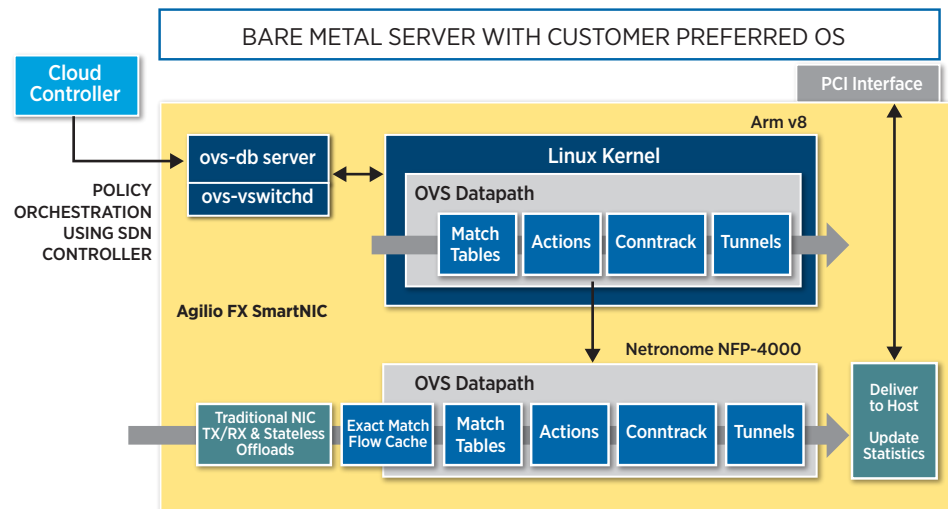 BARE METAL SERVER WITH CUSTOMER PREFERRED OS
Cloud
Controller
PCI Interface
Arm v8
ovs-db server
ovs-vswitchd
Linux Kernel
OVS Datapath
Match
Tables
Actions
Conntrack
Tunnels
POLICY
ORCHESTRATION
USING SDN
CONTROLLER
Agilio FX SmartNIC
Netronome NFP-4000
OVS Datapath
Traditional NIC
TX/RX & Stateless
Offloads
Exact Match
Flow Cache
Match
Tables
Actions
Conntrack
Tunnels
Deliver
to Host
Update
Statistics